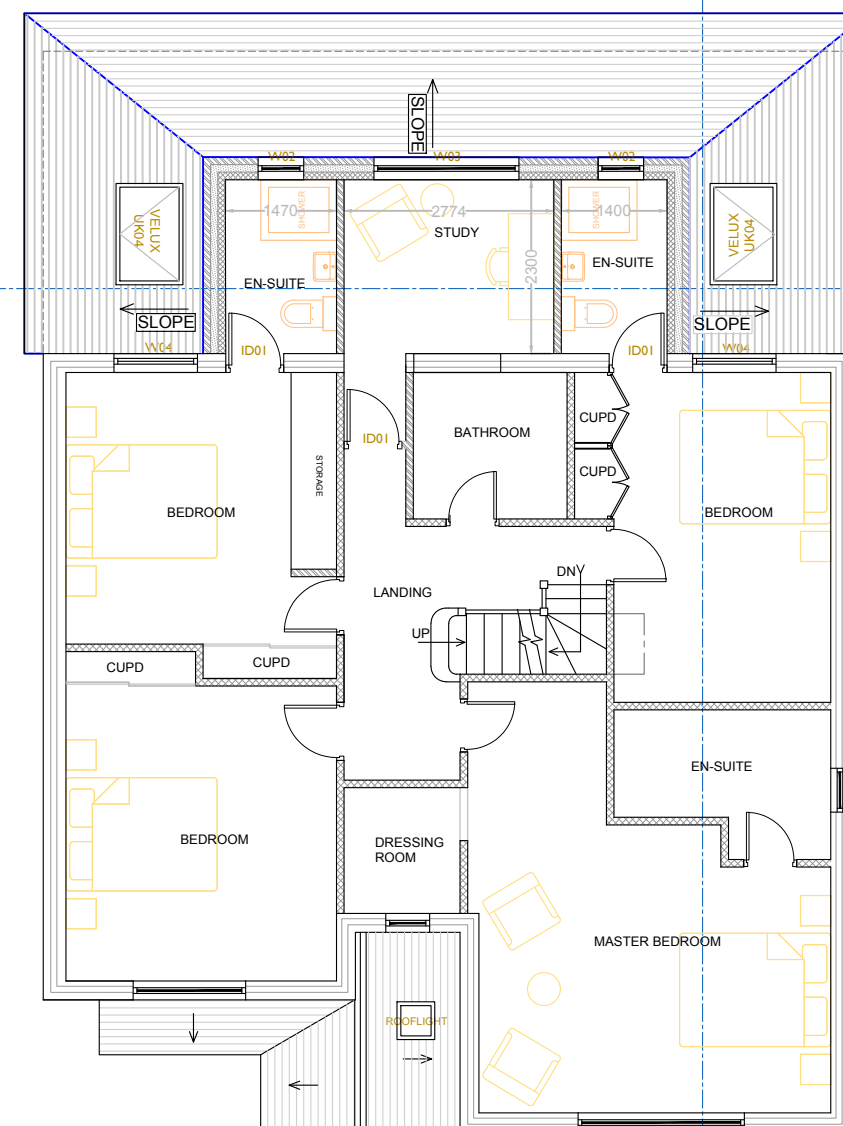 SLOPE
W02
W03
W02
VELUX
UK04
SHOWER
1470
2774
STUDY
2300
SHOWER
1400
VELUX
UK04
EN-SUITE
EN-SUITE
SLOPE
SLOPE
W04
ID01
ID01
W04
STORAGE
ID01
BATHROOM
CUPD
CUPD
BEDROOM
BEDROOM
LANDING
DN
UP
CUPD
CUPD
EN-SUITE
BEDROOM
DRESSING
ROOM
MASTER BEDROOM
ROOFLIGHT